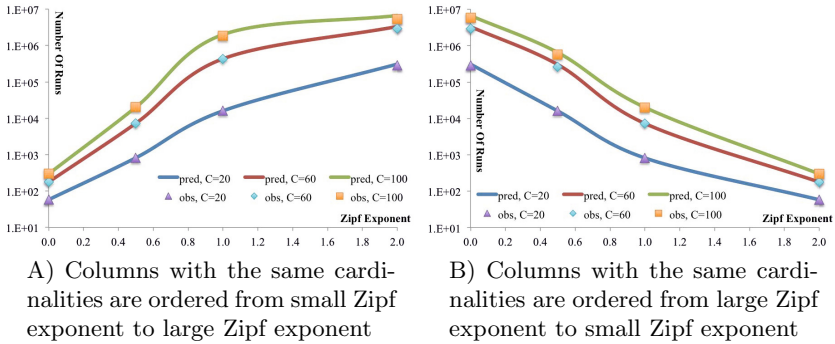 1.E+07
1.E+06
1.E+05
1.E+04
1.E+03
1.E+02
1.E+01
Number Of Runs
pred, C=20 pred, C=60 pred, C=100
obs, C=20 obs, C=60 obs, C=100
Zipf Exponent
0.0 0.2 0.4 0.6 0.8 1.0 1.2 1.4 1.6 1.8 2.0
A) Columns with the same cardi-
nalities are ordered from small Zipf
exponent to large Zipf exponent
1.E+07
1.E+06
1.E+05
1.E+04
1.E+03
1.E+02
1.E+01
Number Of Runs
pred, C=20 pred, C=60 pred, C=100
obs, C=20 obs, C=60 obs, C=100
Zipf Exponent
0.0 0.2 0.4 0.6 0.8 1.0 1.2 1.4 1.6 1.8 2.0
B) Columns with the same cardi-
nalities are ordered from large Zipf
exponent to small Zipf exponent